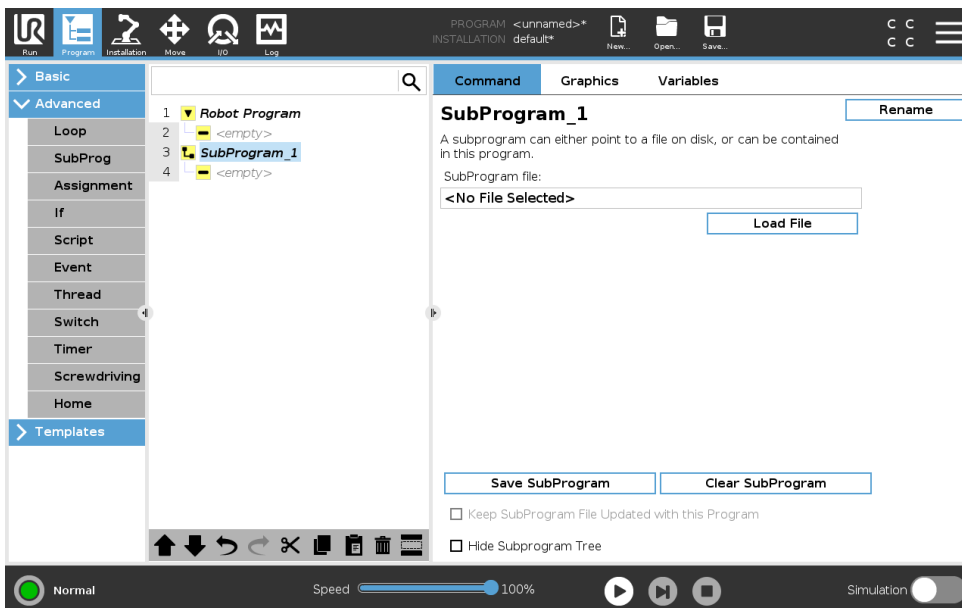 PROGRAM <unnamed>*
INSTALLATION default*
UR
Run
Program
Installation
Move
I/O
Log
New...
Open...
Save...
C C
C C
Basic
Advanced
Loop
SubProg
Assignment
If
Script
Event
Thread
Switch
Timer
Screwdriving
Home
Templates
1 Robot Program
2 <empty>
3 SubProgram_1
4 <empty>
Command Graphics Variables
SubProgram_1
Rename
A subprogram can either point to a file on disk, or can be contained
in this program.
SubProgram file:
<No File Selected>
Load File
Save SubProgram
Clear SubProgram
Keep SubProgram File Updated with this Program
Hide Subprogram Tree
Normal
Speed 100%
Simulation